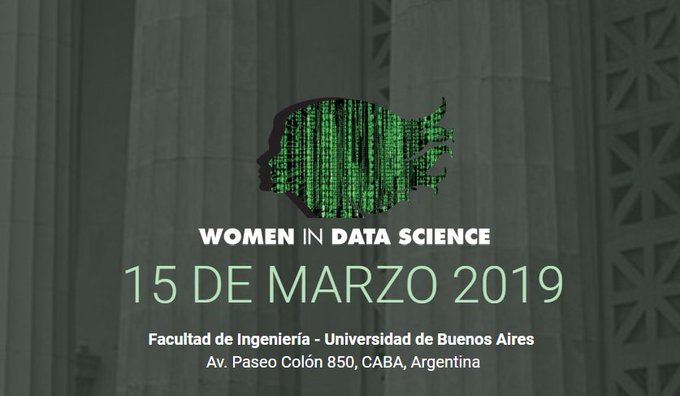 WOMEN IN DATA SCIENCE
15 DE MARZO 2019
Facultad de Ingeniería - Universidad de Buenos Aires
Av. Paseo Colón 850, CABA, Argentina